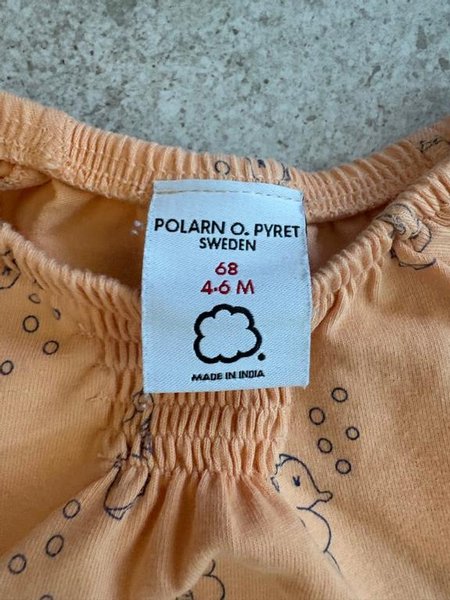 POLARN O. PYRET
SWEDEN
68
4-6 M
MADE IN INDIA